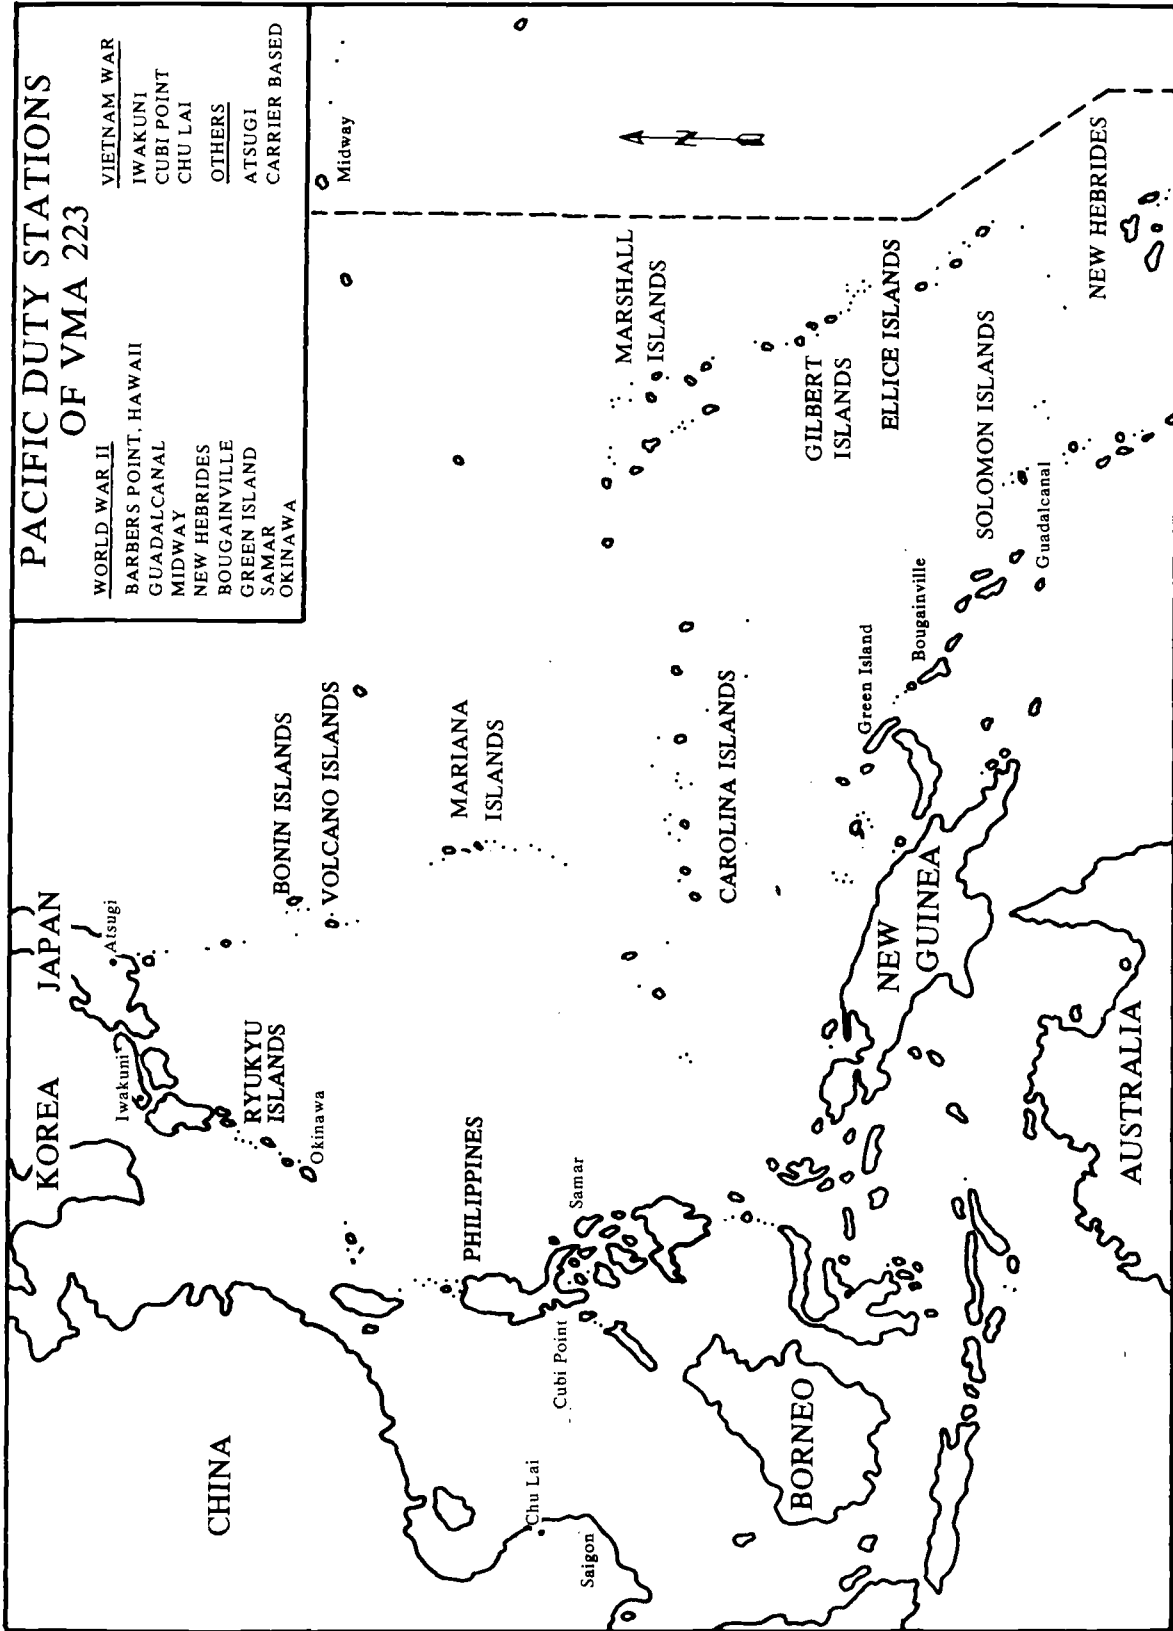 PACIFIC DUTY STATIONS
OF VMA 223
WORLD WAR II
BARBERS POINT, HAWAII
GUADALCANAL
MIDWAY
NEW HEBRIDES
BOUGAINVILLE
GREEN ISLAND
SAMAR
OKINAWA
VIETNAM WAR
IWAKUNI
CUBI POINT
CHU LAI
OTHERS
ATSUGI
CARRIER BASED
KOREA
JAPAN
Atsugi
Iwakuni
RYUKYU
ISLANDS
Okinawa
BONIN ISLANDS
VOLCANO ISLANDS
Midway
CHINA
MARIANA
ISLANDS
MARSHALL
ISLANDS
N
PHILIPPINES
Samar
Cubi Point
Chu Lai
Saigon
CAROLINA ISLANDS
GILBERT
ISLANDS
ELLICE ISLANDS
BORNEO
NEW
GUINEA
Green Island
Bougainville
SOLOMON ISLANDS
Guadalcanal
NEW HEBRIDES
AUSTRALIA